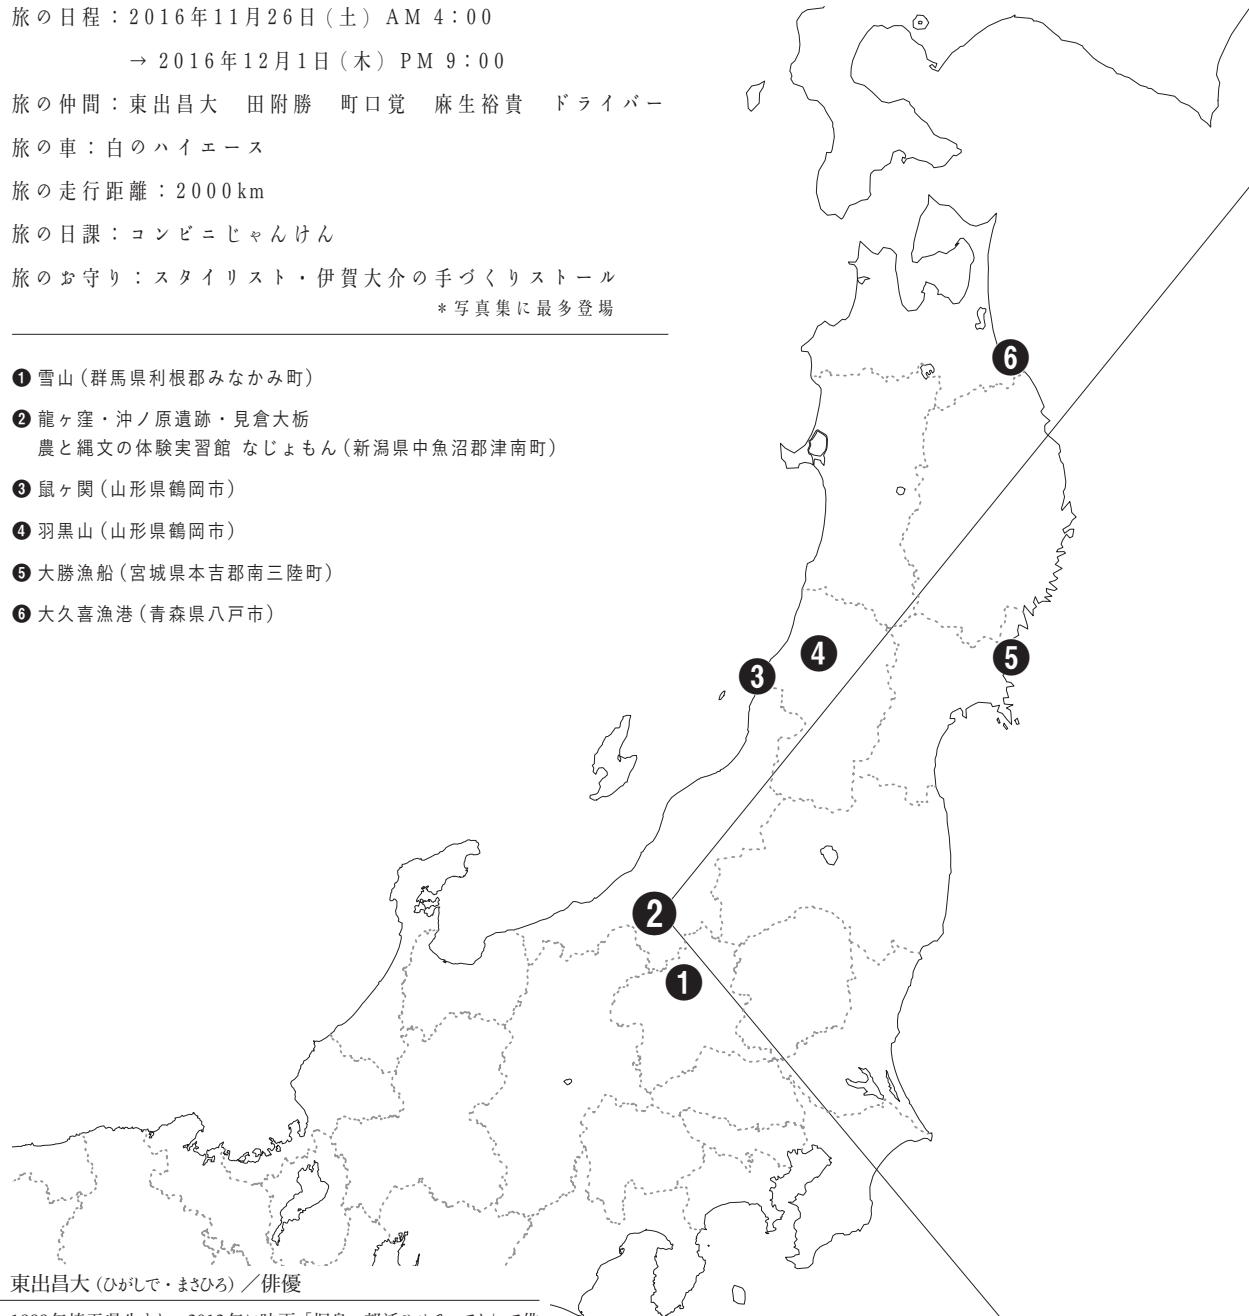 旅の日程：2016年11月26日（土）AM 4：00
→ 2016年12月1日（木）PM 9：00
旅の仲間：東出昌大　田附勝　町口覚　麻生裕貴　ドライバー
旅の車：白のハイエース
旅の走行距離：2000km
旅の日課：コンビニじゃんけん
旅のお守り：スタイリスト・伊賀大介の手づくりストール
＊写真集に最多登場
❶ 雪山（群馬県利根郡みなかみ町）
❷ 龍ヶ窪・沖ノ原遺跡・見倉大栃
農と縄文の体験実習館 なじょもん（新潟県中魚沼郡津南町）
❸ 鼠ヶ関（山形県鶴岡市）
❹ 羽黒山（山形県鶴岡市）
❺ 大勝漁船（宮城県本吉郡南三陸町）
❻ 大久喜漁港（青森県八戸市）
❻
❹
❺
❸
❷
❶
東出昌大（ひがしで・まさひろ）／俳優